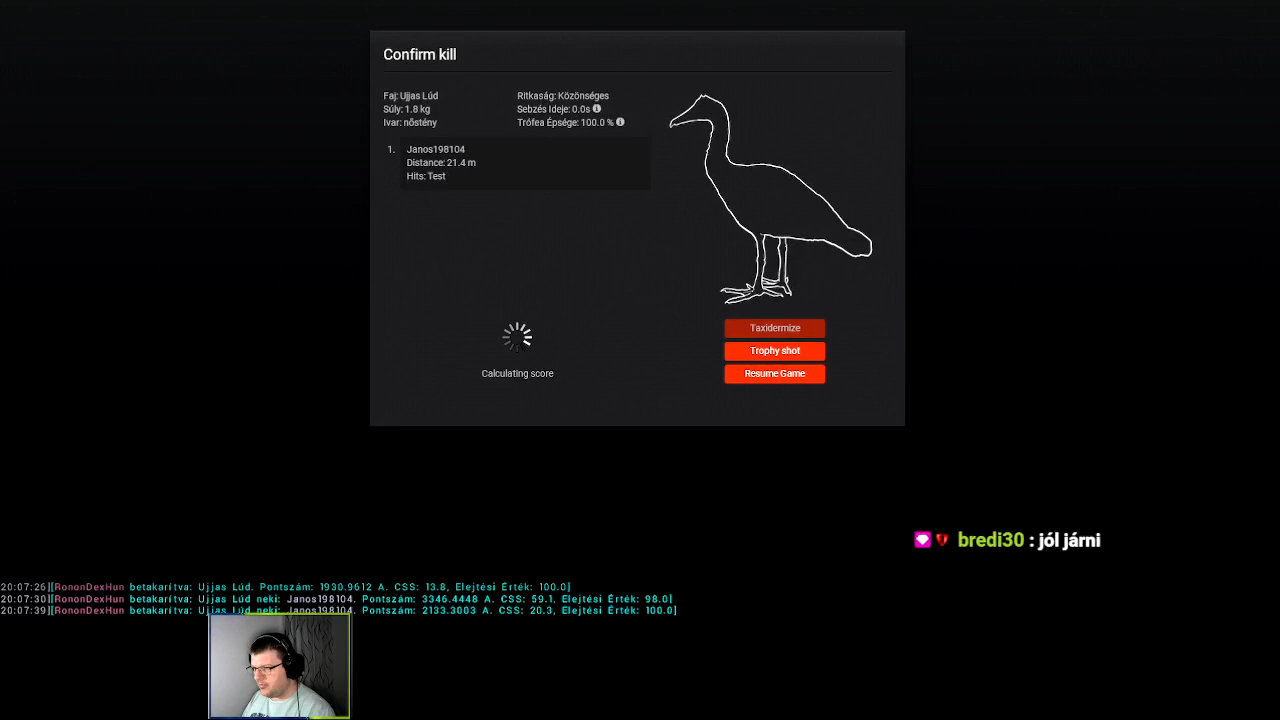 Confirm kill
Faj: Ujjas Lúd
Súly: 1.8 kg
Ivar: nőstény
Ritkaság: Közönséges
Sebzés Ideje: 0.0s
Trófea Épsége: 100.0 %
1. Janos198104
Distance: 21.4 m
Hits: Test
Calculating score
Taxidermize
Trophy shot
Resume Game
bredi30 : jól járni
20:07:26][RononDexHun betakarítva: Ujjas Lúd. Pontszám: 1930.9612 A. CSS: 13.8, Elejtési Érték: 100.0]
20:07:30][RononDexHun betakarítva: Ujjas Lúd neki: Janos198104. Pontszám: 3346.4448 A. CSS: 59.1, Elejtési Érték: 98.0]
20:07:39][RononDexHun betakarítva: Ujjas Lúd neki: Janos198104. Pontszám: 2133.3003 A. CSS: 20.3, Elejtési Érték: 100.0]